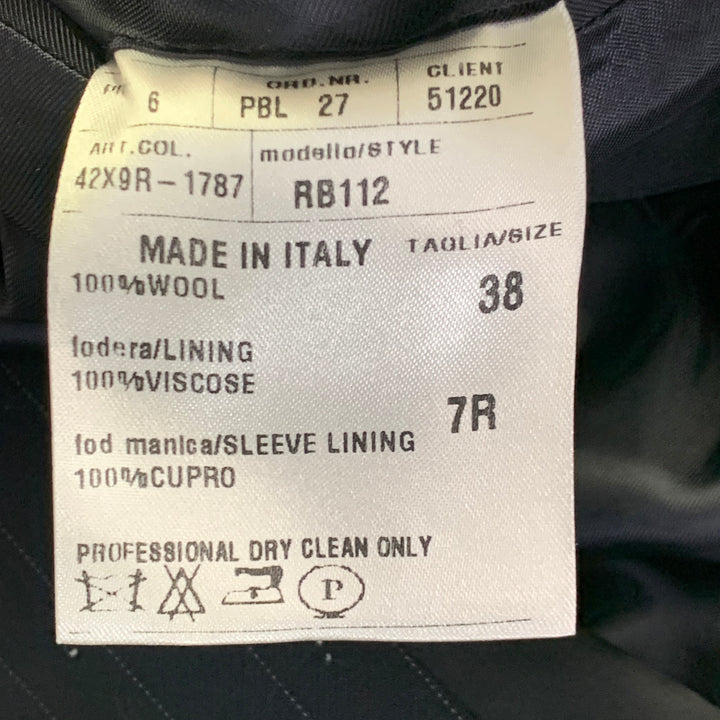 6 PBL 27 51220
ORD.NR. CLIENT
ART.COL. modello/STYLE
42X9R-1787 RB112
MADE IN ITALY TAGLIA/SIZE
100%WOOL 38
fodera/LINING
100%VISCOSE
7R
fod manica/SLEEVE LINING
100%CUPRO
PROFESSIONAL DRY CLEAN ONLY
P